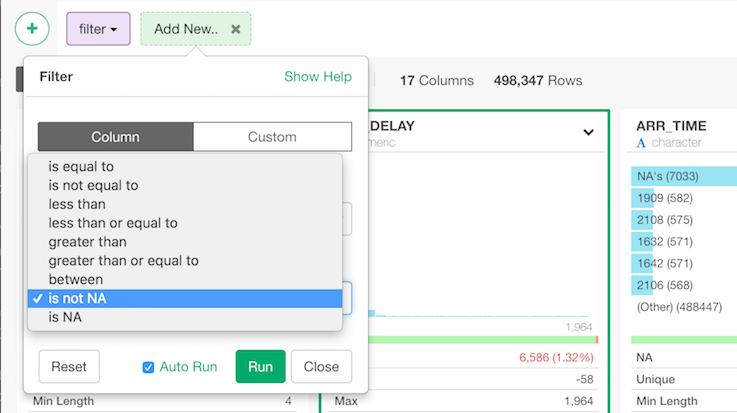 filter
Add New..
Filter
Show Help
17 Columns 498,347 Rows
Column
Custom
is equal to
is not equal to
less than
less than or equal to
greater than
greater than or equal to
between
is not NA
is NA
Reset
Auto Run
Run
Close
Min Length 4
_DELAY
meric
1,964
6,586 (1.32%)
-58
Max 1,964
ARR_TIME
A character
NA's (7033)
1909 (582)
2108 (575)
1632 (571)
1642 (571)
2106 (568)
(Other) (488447)
NA
Unique
Min Length